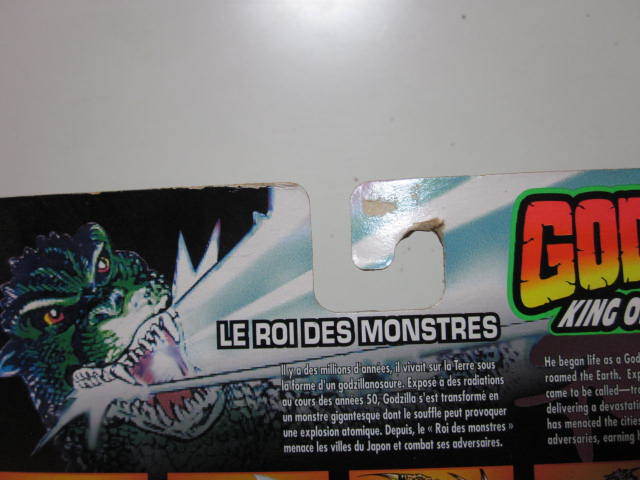 LE ROI DES MONSTRES
Il y a des millions d'années, il vivait sur la Terre sous
la forme d'un godzillanosaure. Exposé à des radiations
au cours des années 50, Godzilla s'est transformé en
un monstre gigantesque dont le souffle peut provoquer
une explosion atomique. Depuis, le « Roi des monstres »
menace les villes du Japon et combat ses adversaires.
GOD
KING O
He began life as a God
roamed the Earth. Exp
came to be called—tra
delivering a devastat
has menaced the cities
adversaries, earning